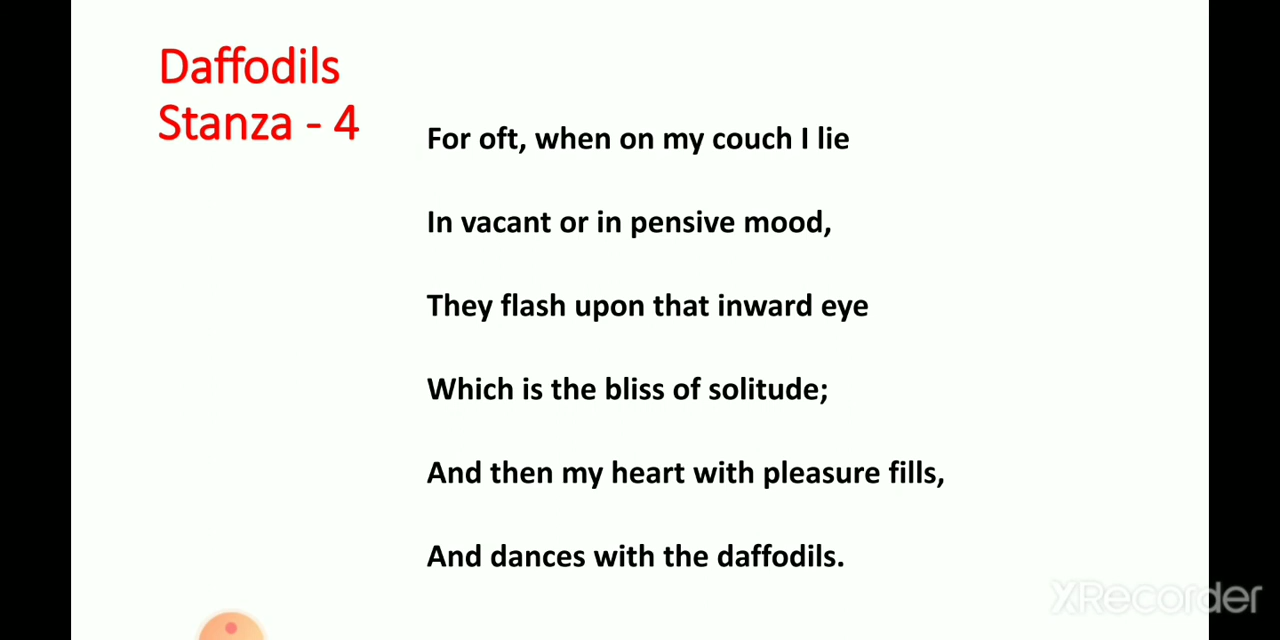 Daffodils
Stanza - 4
For oft, when on my couch I lie
In vacant or in pensive mood,
They flash upon that inward eye
Which is the bliss of solitude;
And then my heart with pleasure fills,
And dances with the daffodils.
XRecorder